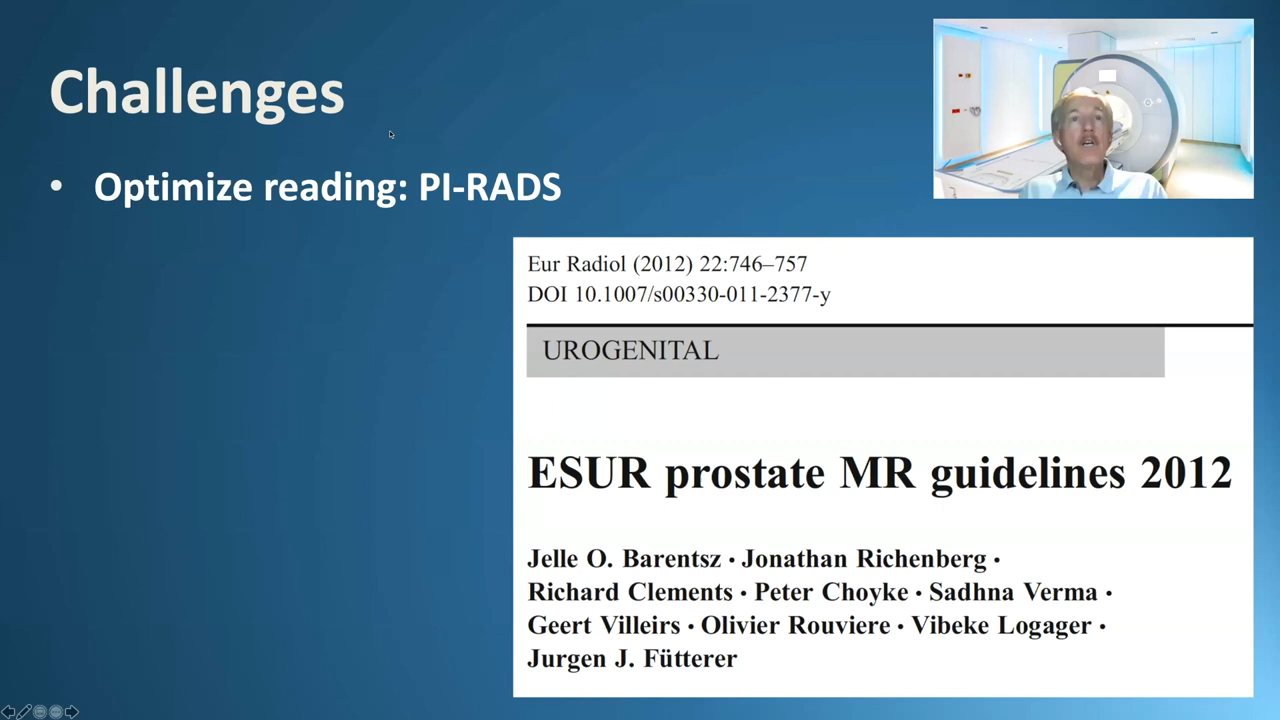 Challenges
• Optimize reading: PI-RADS
Eur Radiol (2012) 22:746–757
DOI 10.1007/s00330-011-2377-y
UROGENITAL
ESUR prostate MR guidelines 2012
Jelle O. Barentsz · Jonathan Richenberg ·
Richard Clements · Peter Choyke · Sadhna Verma ·
Geert Villeirs · Olivier Rouviere · Vibeke Logager ·
Jurgen J. Fütterer